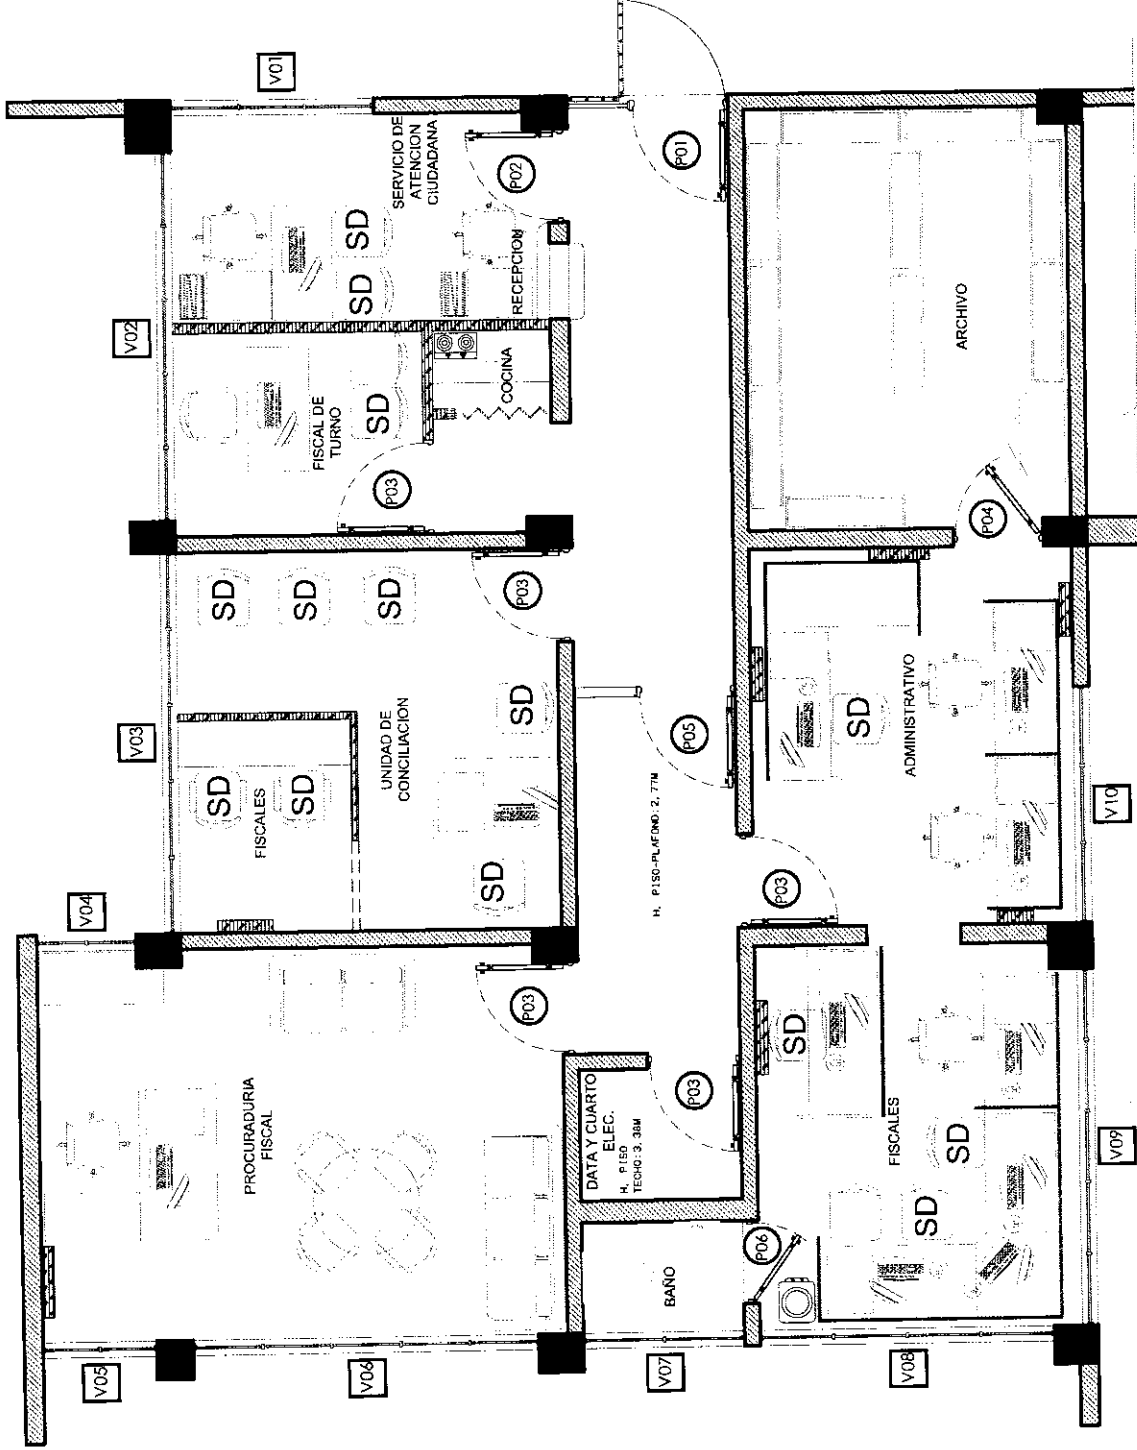 V05
V04
V03
V02
V01
PROCURADURIA
FISCAL
FISCALES
SD
SD
SD
SD
SD
FISCAL DE
TURNO
SD
SD
SD
SERVICIO DE
ATENCION
CIUDADANA
V06
UNIDAD DE
CONCILIACION
P03
SD
SD
P03
P03
COCINA
RECEPCION
P02
DATA Y CUARTO
ELEC.
H. PISO
TECHO: 3.38M
H. PISO-PLAFOND: 2.77M
V07
BAÑO
P03
P05
P01
P06
SD
P03
SD
V08
FISCALES
SD
SD
ADMINISTRATIVO
P04
ARCHIVO
V09
V10